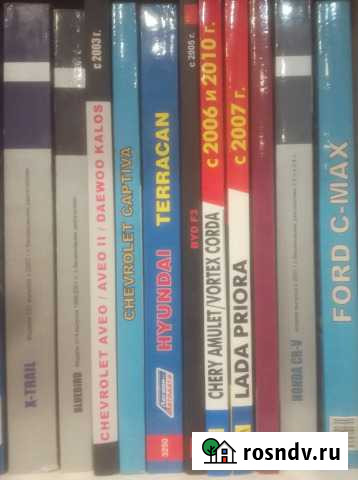 X-TRAIL
BLUEBIRD
с 2003 г.
CHEVROLET AVEO / AVEO II / DAEWOO KALOS
CHEVROLET CAPTIVA
HYUNDAI TERRACAN
3250
с 2005 г.
BYD F3
с 2006 и 2010 г.
CHERY AMULET/VORTEX CORDA
с 2007 г.
LADA PRIORA
HONDA CR-V
FORD C-MAX
rosndv.ru